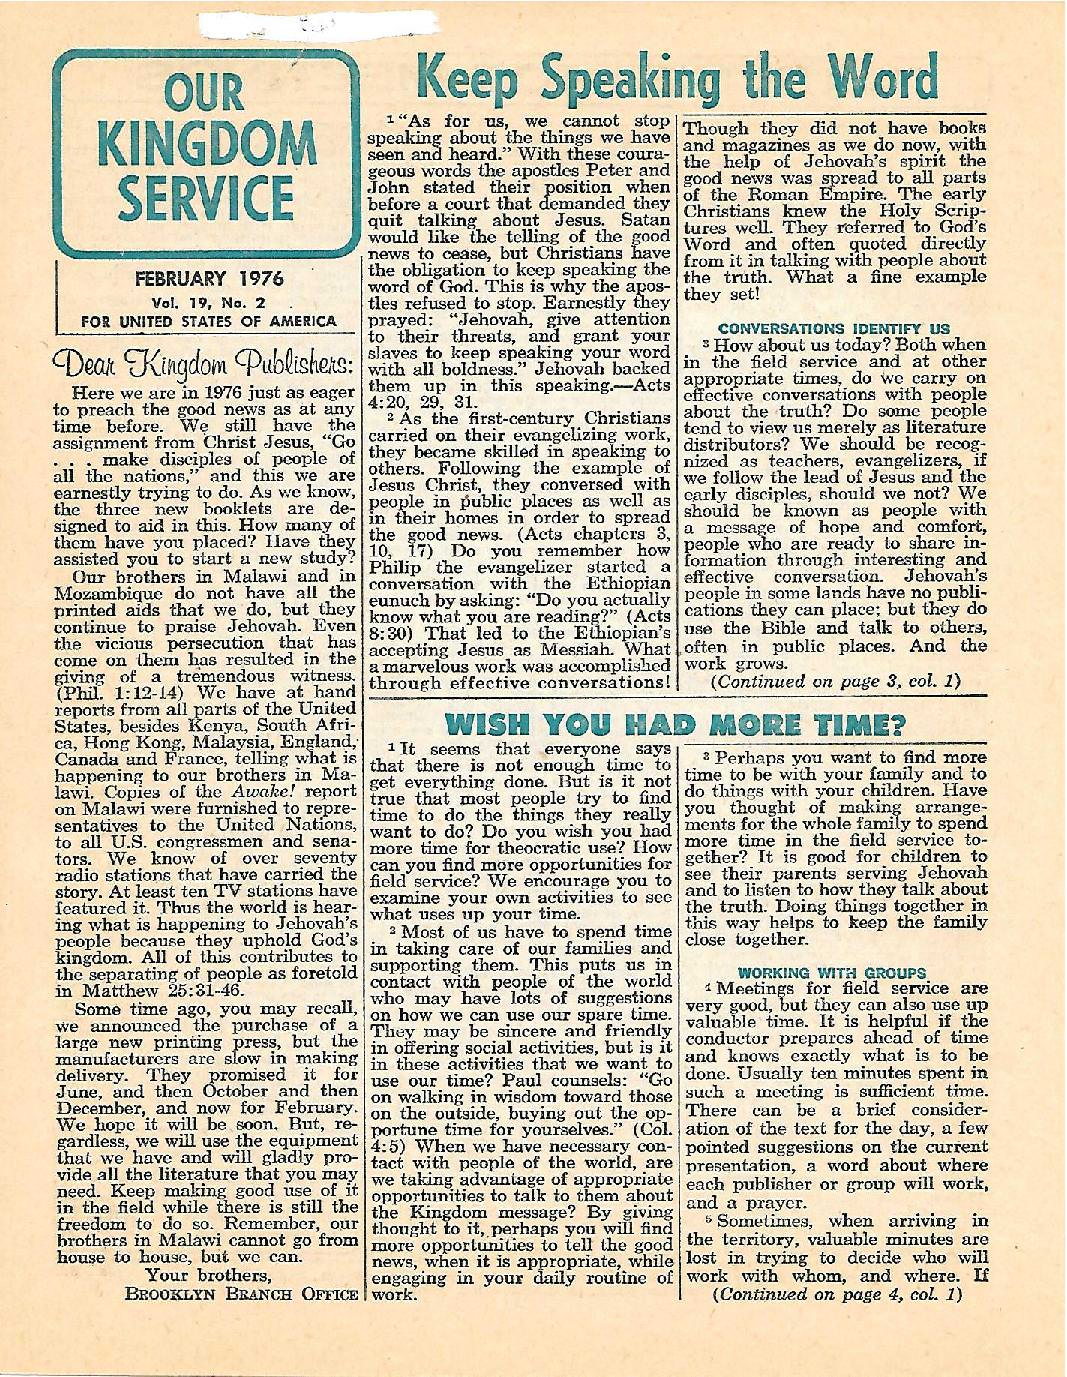 OUR
KINGDOM
SERVICE
FEBRUARY 1976
Vol. 19, No. 2
FOR UNITED STATES OF AMERICA
Dear Kingdom Publishers:
Here we are in 1976 just as eager
to preach the good news as at any
time before. We still have the
assignment from Christ Jesus, “Go
. . . make disciples of people of
all the nations,” and this we are
earnestly trying to do. As we know,
the three new booklets are de-
signed to aid in this. How many of
them have you placed? Have they
assisted you to start a new study?
Our brothers in Malawi and in
Mozambique do not have all the
printed aids that we do, but they
continue to praise Jehovah. Even
the vicious persecution that has
come on them has resulted in the
giving of a tremendous witness.
(Phil. 1:12-14) We have at hand
reports from all parts of the United
States, besides Kenya, South Afri-
ca, Hong Kong, Malaysia, England,
Canada and France, telling what is
happening to our brothers in Ma-
lawi. Copies of the Awake! report
on Malawi were furnished to repre-
sentatives to the United Nations,
to all U.S. congressmen and sena-
tors. We know of over seventy
radio stations that have carried the
story. At least ten TV stations have
featured it. Thus the world is hear-
ing what is happening to Jehovah’s
people because they uphold God’s
kingdom. All of this contributes to
the separating of people as foretold
in Matthew 25:31-46.
Some time ago, you may recall,
we announced the purchase of a
large new printing press, but the
manufacturers are slow in making
delivery. They promised it for
June, and then October and then
December, and now for February.
We hope it will be soon. But, re-
gardless, we will use the equipment
that we have and will gladly pro-
vide all the literature that you may
need. Keep making good use of it
in the field while there is still the
freedom to do so. Remember, our
brothers in Malawi cannot go from
house to house, but we can.
Your brothers,
BROOKLYN BRANCH OFFICE
Keep Speaking the Word
1 “As for us, we cannot stop
speaking about the things we have
seen and heard.” With these coura-
geous words the apostles Peter and
John stated their position when
before a court that demanded they
quit talking about Jesus. Satan
would like the telling of the good
news to cease, but Christians have
the obligation to keep speaking the
word of God. This is why the apos-
tles refused to stop. Earnestly they
prayed: “Jehovah, give attention
to their threats, and grant your
slaves to keep speaking your word
with all boldness.” Jehovah backed
them up in this speaking.—Acts
4:20, 29, 31.
2 As the first-century Christians
carried on their evangelizing work,
they became skilled in speaking to
others. Following the example of
Jesus Christ, they conversed with
people in public places as well as
in their homes in order to spread
the good news. (Acts chapters 3,
10, 17) Do you remember how
Philip the evangelizer started a
conversation with the Ethiopian
eunuch by asking: “Do you actually
know what you are reading?” (Acts
8:30) That led to the Ethiopian’s
accepting Jesus as Messiah. What
a marvelous work was accomplished
through effective conversations!
Though they did not have books
and magazines as we do now, with
the help of Jehovah’s spirit the
good news was spread to all parts
of the Roman Empire. The early
Christians knew the Holy Scrip-
tures well. They referred to God’s
Word and often quoted directly
from it in talking with people about
the truth. What a fine example
they set!
CONVERSATIONS IDENTIFY US
3 How about us today? Both when
in the field service and at other
appropriate times, do we carry on
effective conversations with people
about the truth? Do some people
tend to view us merely as literature
distributors? We should be recog-
nized as teachers, evangelizers, if
we follow the lead of Jesus and the
early disciples, should we not? We
should be known as people with
a message of hope and comfort,
people who are ready to share in-
formation through interesting and
effective conversation. Jehovah’s
people in some lands have no publi-
cations they can place; but they do
use the Bible and talk to others,
often in public places. And the
work grows.
(Continued on page 3, col. 1)
WISH YOU HAD MORE TIME?
1 It seems that everyone says
that there is not enough time to
get everything done. But is it not
true that most people try to find
time to do the things they really
want to do? Do you wish you had
more time for theocratic use? How
can you find more opportunities for
field service? We encourage you to
examine your own activities to see
what uses up your time.
2 Most of us have to spend time
in taking care of our families and
supporting them. This puts us in
contact with people of the world
who may have lots of suggestions
on how we can use our spare time.
They may be sincere and friendly
in offering social activities, but is it
in these activities that we want to
use our time? Paul counsels: “Go
on walking in wisdom toward those
on the outside, buying out the op-
portune time for yourselves.” (Col.
4:5) When we have necessary con-
tact with people of the world, are
we taking advantage of appropriate
opportunities to talk to them about
the Kingdom message? By giving
thought to it, perhaps you will find
more opportunities to tell the good
news, when it is appropriate, while
engaging in your daily routine of
work.
3 Perhaps you want to find more
time to be with your family and to
do things with your children. Have
you thought of making arrange-
ments for the whole family to spend
more time in the field service to-
gether? It is good for children to
see their parents serving Jehovah
and to listen to how they talk about
the truth. Doing things together in
this way helps to keep the family
close together.
WORKING WITH GROUPS
4 Meetings for field service are
very good, but they can also use up
valuable time. It is helpful if the
conductor prepares ahead of time
and knows exactly what is to be
done. Usually ten minutes spent in
such a meeting is sufficient time.
There can be a brief consider-
ation of the text for the day, a few
pointed suggestions on the current
presentation, a word about where
each publisher or group will work,
and a prayer.
5 Sometimes, when arriving in
the territory, valuable minutes are
lost in trying to decide who will
work with whom, and where. If
(Continued on page 4, col. 1)